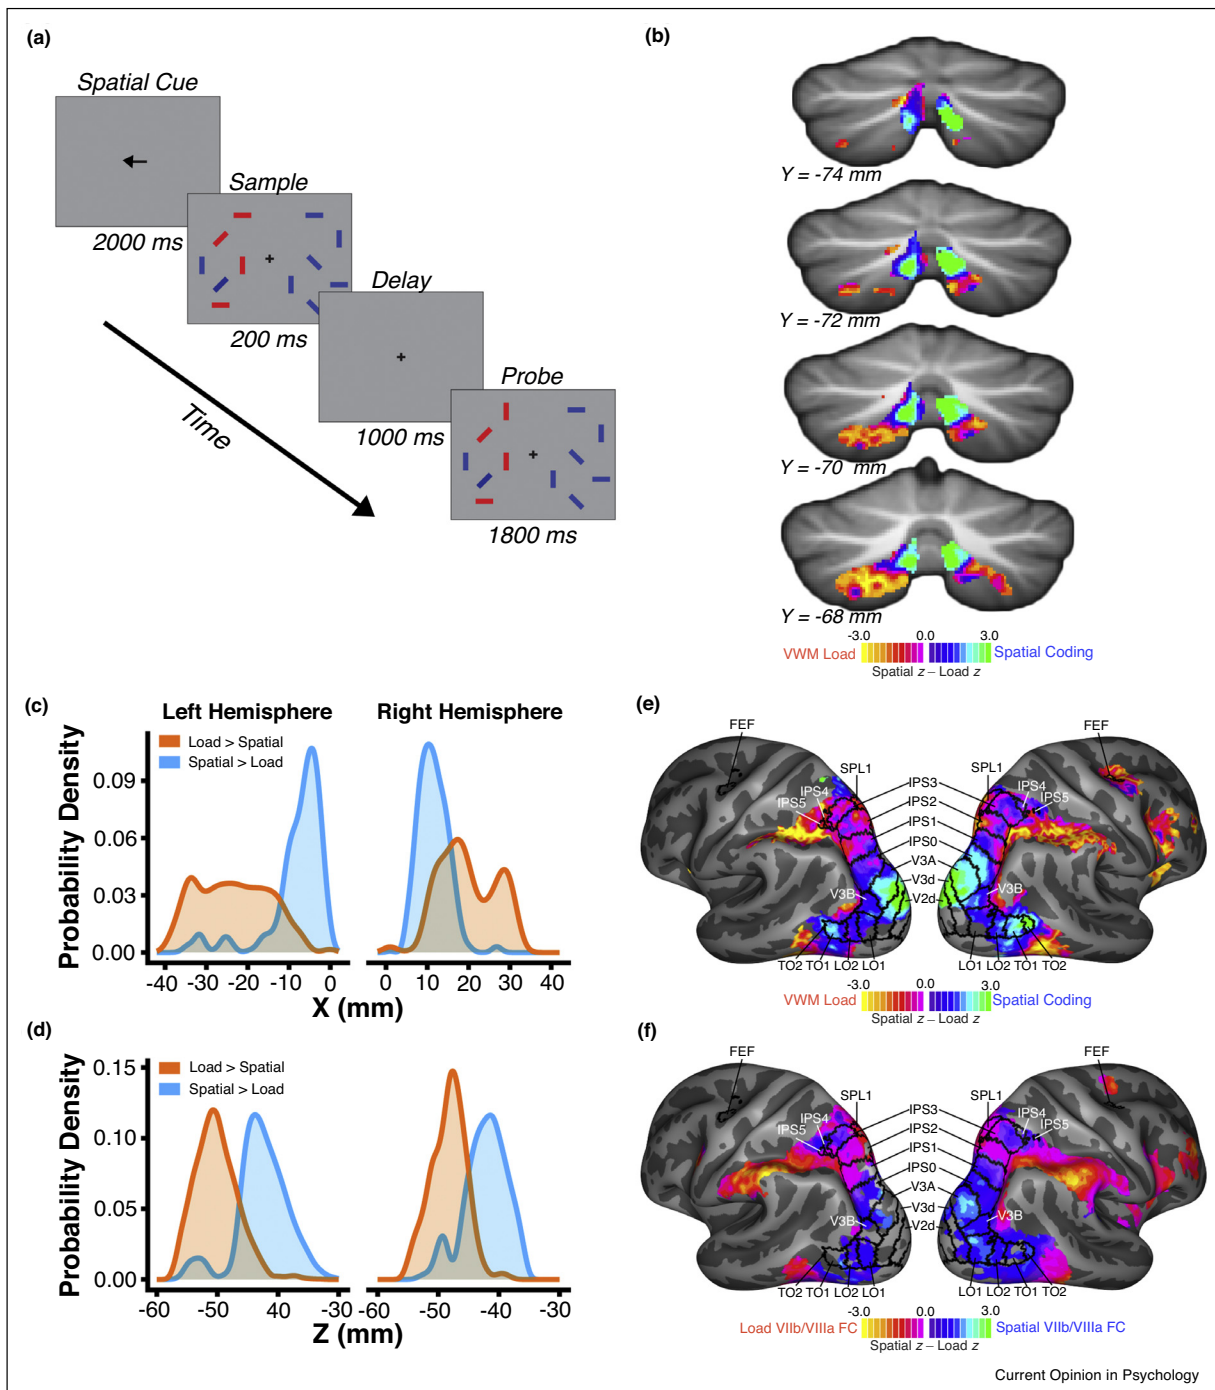 (a)
Spatial Cue
2000 ms
Sample
200 ms
Delay
1000 ms
Probe
1800 ms
Time
(b)
Y = -74 mm
Y = -72 mm
Y = -70 mm
Y = -68 mm
-3.0 0.0 3.0
VWM Load Spatial Coding
Spatial z – Load z
(c)
Left Hemisphere Right Hemisphere
Load > Spatial
Spatial > Load
Probability Density
0.09
0.06
0.03
0.00
-40 -30 -20 -10 0 0 10 20 30 40
X (mm)
(d)
Load > Spatial
Spatial > Load
Probability Density
0.15
0.10
0.05
0.00
-60 -50 -40 -30 -60 -50 -40 -30
Z (mm)
(e)
FEF FEF
SPL1 SPL1
IPS3
IPS4 IPS4
IPS5 IPS5
IPS2
IPS1
IPS0
V3A
V3d
V3B V3B
V2d
TO2 TO1 LO2 LO1 LO1 LO2 TO1 TO2
-3.0 0.0 3.0
VWM Load Spatial Coding
Spatial z – Load z
(f)
FEF FEF
SPL1 SPL1
IPS3
IPS4 IPS4
IPS5 IPS5
IPS2
IPS1
IPS0
V3A
V3d
V3B V3B
V2d
TO2 TO1 LO2 LO1 LO1 LO2 TO1 TO2
-3.0 0.0 3.0
Load VIIb/VIIIa FC Spatial VIIb/VIIIa FC
Spatial z – Load z
Current Opinion in Psychology